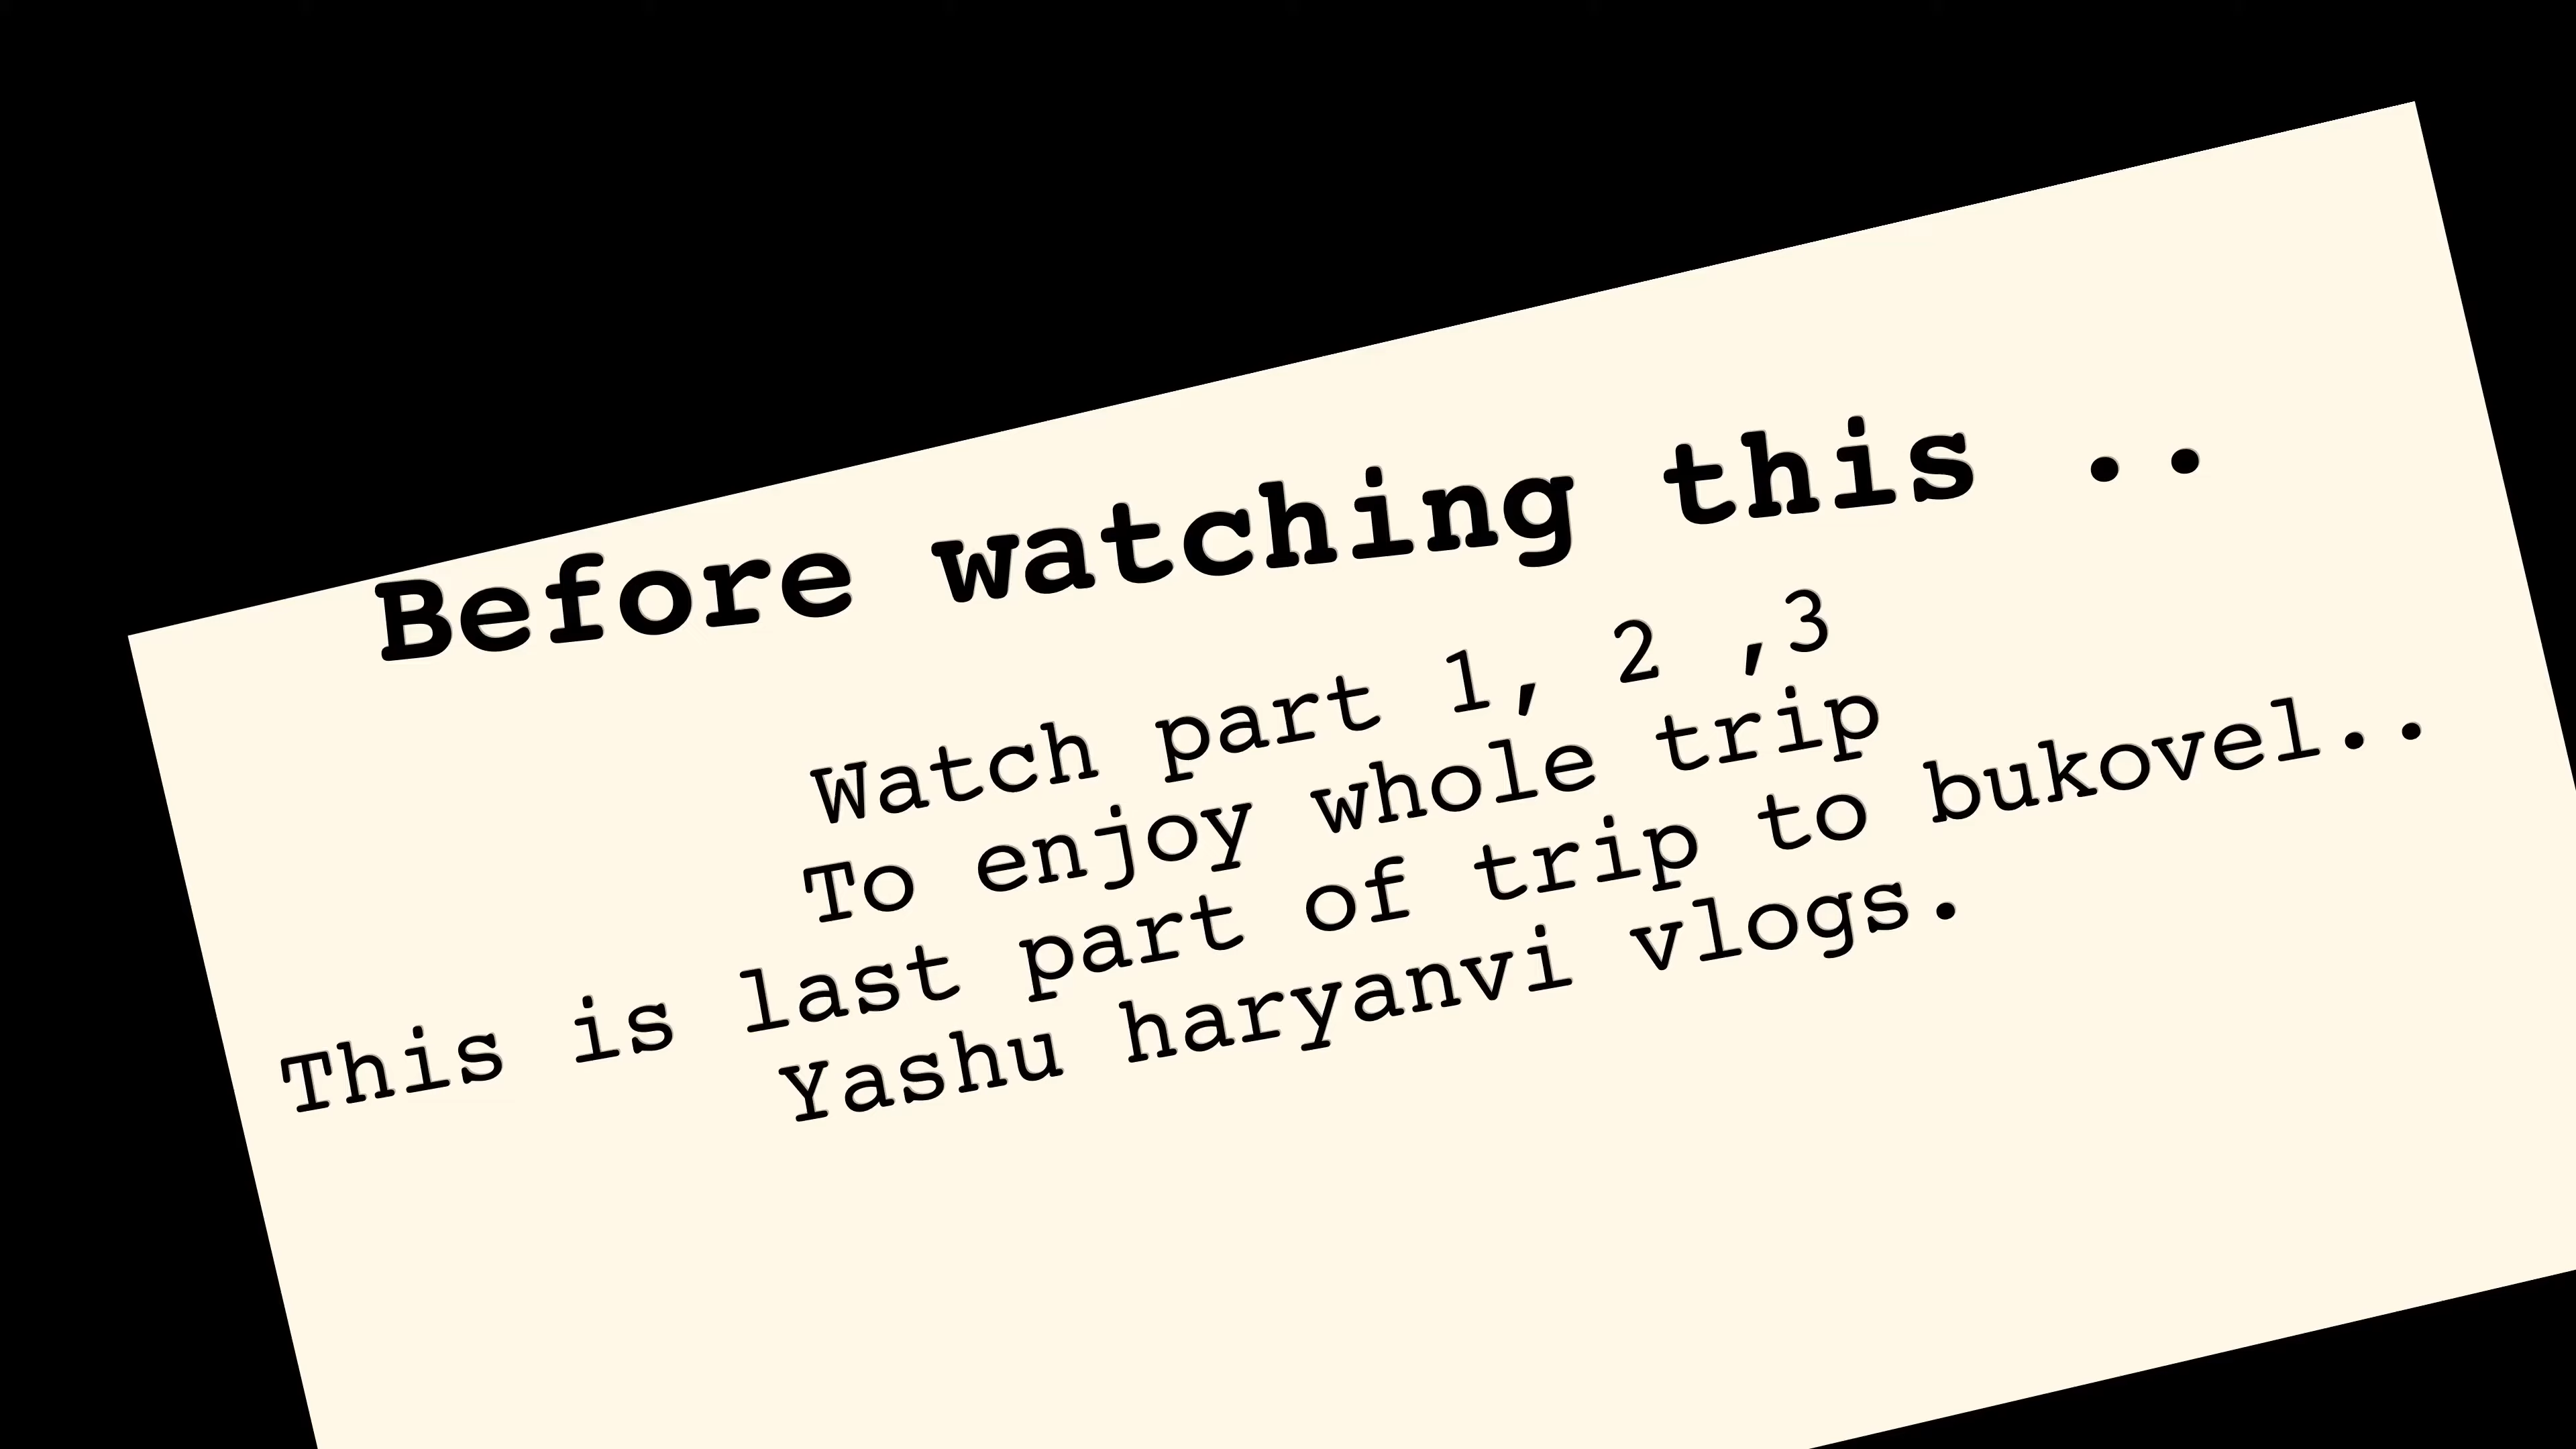 Before watching this ..
Watch part 1, 2 ,3
To enjoy whole trip
This is last part of trip to bukovel..
Yashu haryanvi vlogs.